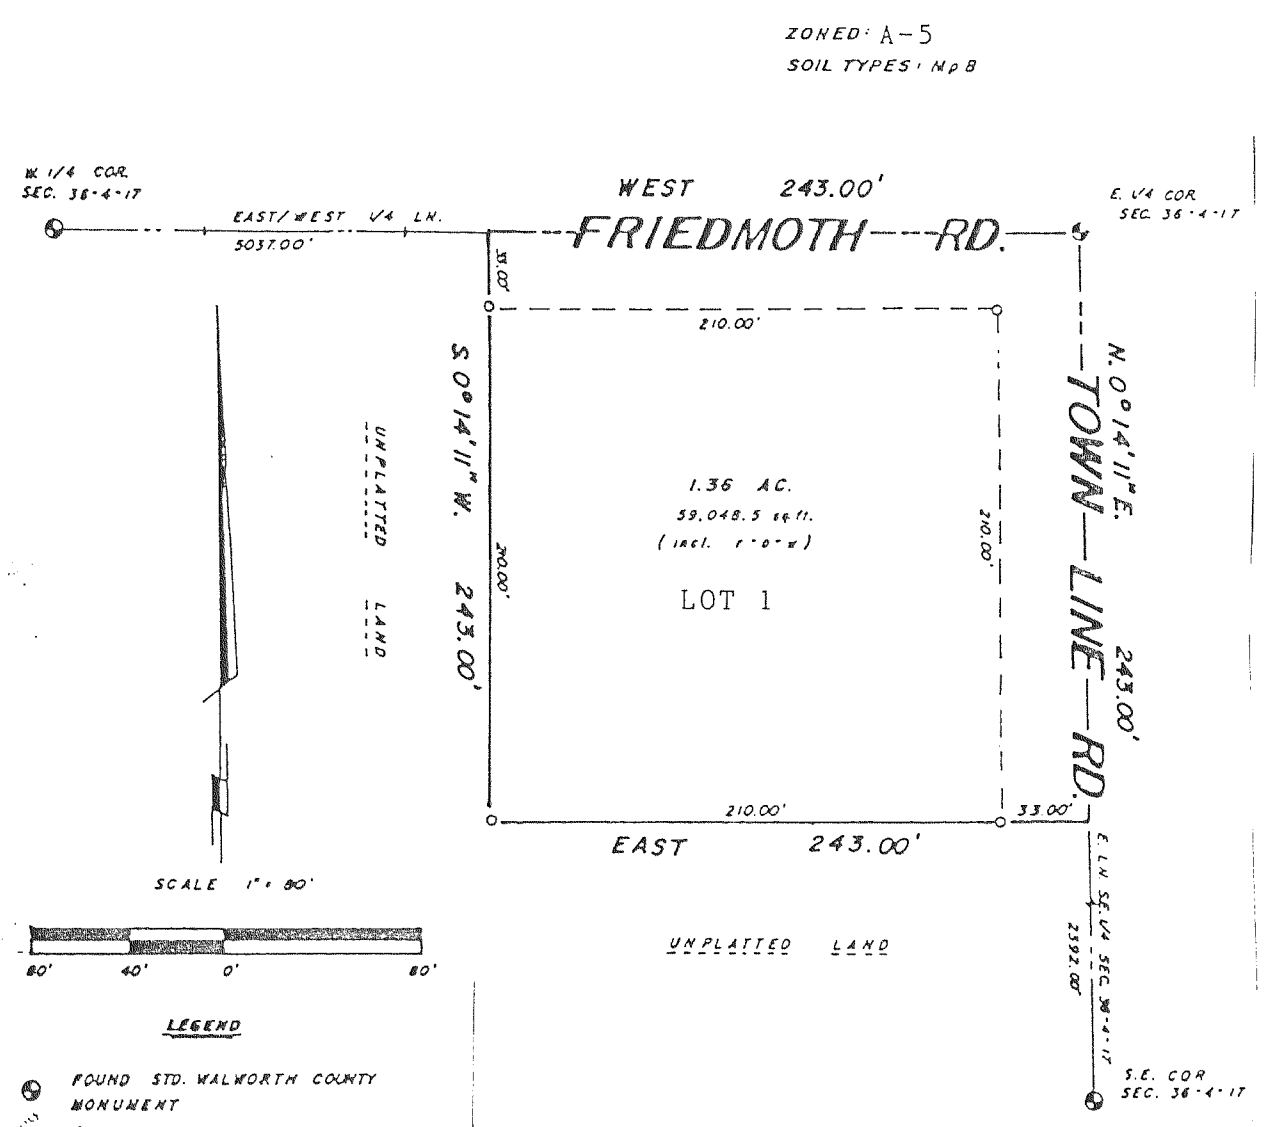 ZONED: A-5
SOIL TYPES: MpB
W. 1/4 COR.
SEC. 36-4-17
EAST/WEST 1/4 LN.
5037.00'
WEST 243.00'
FRIEDMOTH RD.
E. 1/4 COR
SEC. 36-4-17
33.00'
210.00'
S. 0°14'11" W. 243.00'
210.00'
UNPLATTED LAND
1.36 AC.
59,048.5 sq.ft.
(incl. r-o-w)
LOT 1
210.00'
N. 0°14'11" E. 243.00'
TOWN LINE RD.
210.00'
33.00'
EAST 243.00'
SCALE 1"= 80'
80' 40' 0' 80'
UNPLATTED LAND
E. LN SE. 1/4 SEC. 36-4-17
2392.00'
LEGEND
FOUND STD. WALWORTH COUNTY
MONUMENT
S.E. COR
SEC. 36-4-17